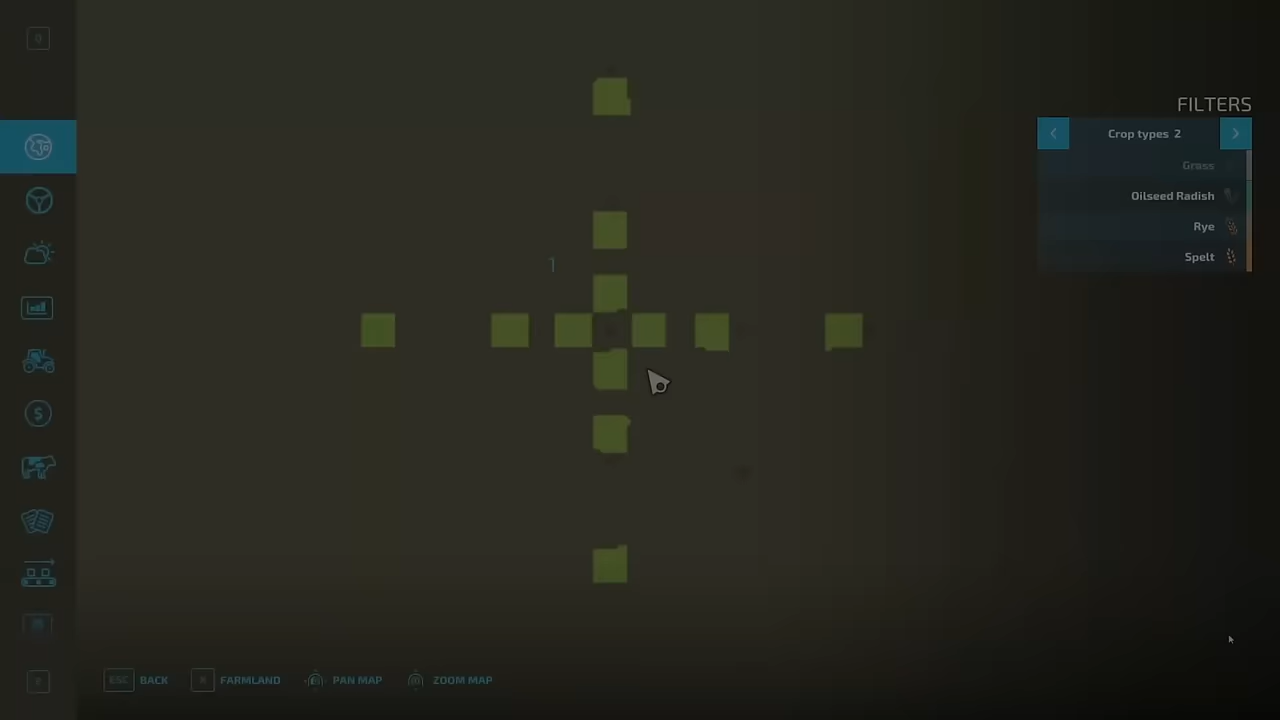 Q
FILTERS
Crop types 2
Grass
Oilseed Radish
Rye
Spelt
1
$
E
ESC BACK
R FARMLAND
PAN MAP
ZOOM MAP